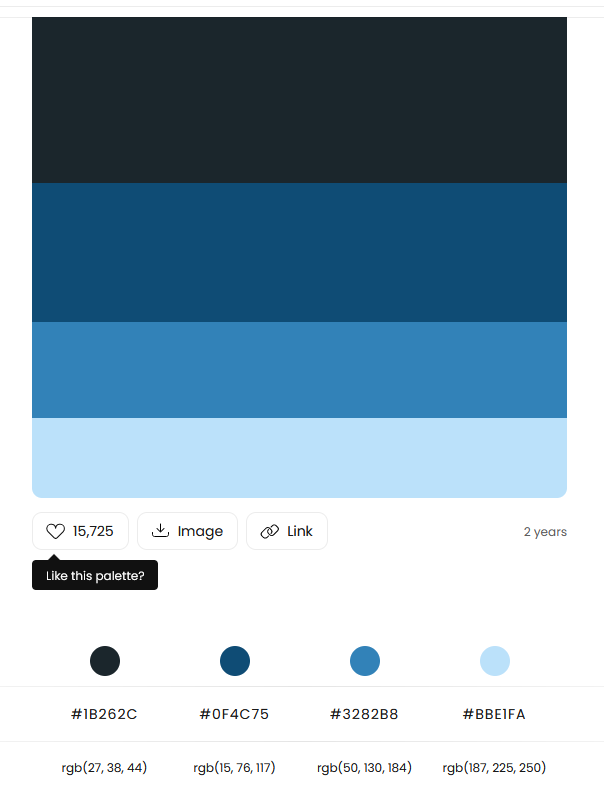 15,725 Image Link 2 years
Like this palette?
#1B262C #0F4C75 #3282B8 #BBE1FA
rgb(27, 38, 44) rgb(15, 76, 117) rgb(50, 130, 184) rgb(187, 225, 250)